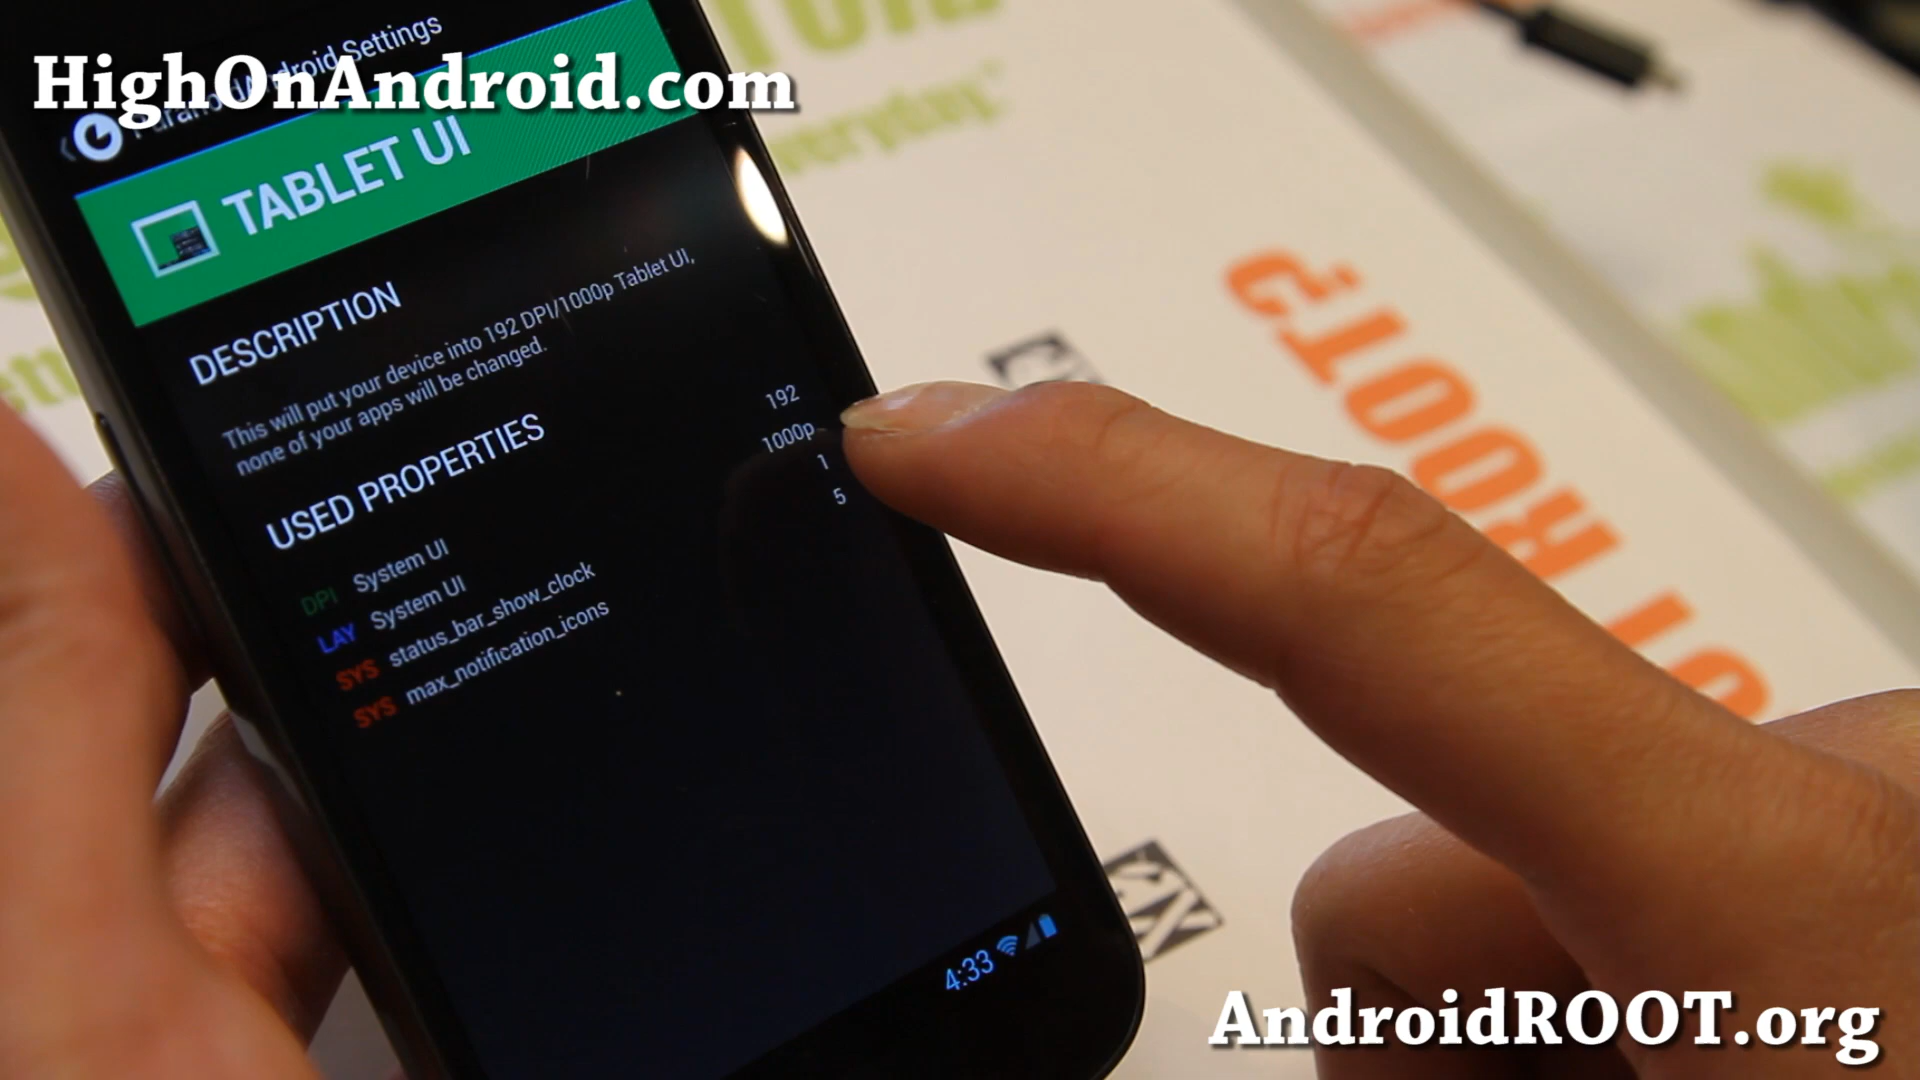 HighOnAndroid.com
ParanoidAndroid Settings
TABLET UI
DESCRIPTION
This will put your device into 192 DPI/1000p Tablet UI,
none of your apps will be changed.
USED PROPERTIES
DPI System UI 192
LAY System UI 1000p
SYS status_bar_show_clock 1
SYS max_notification_icons 5
4:33
everyday."
ROOT?
AndroidROOT.org